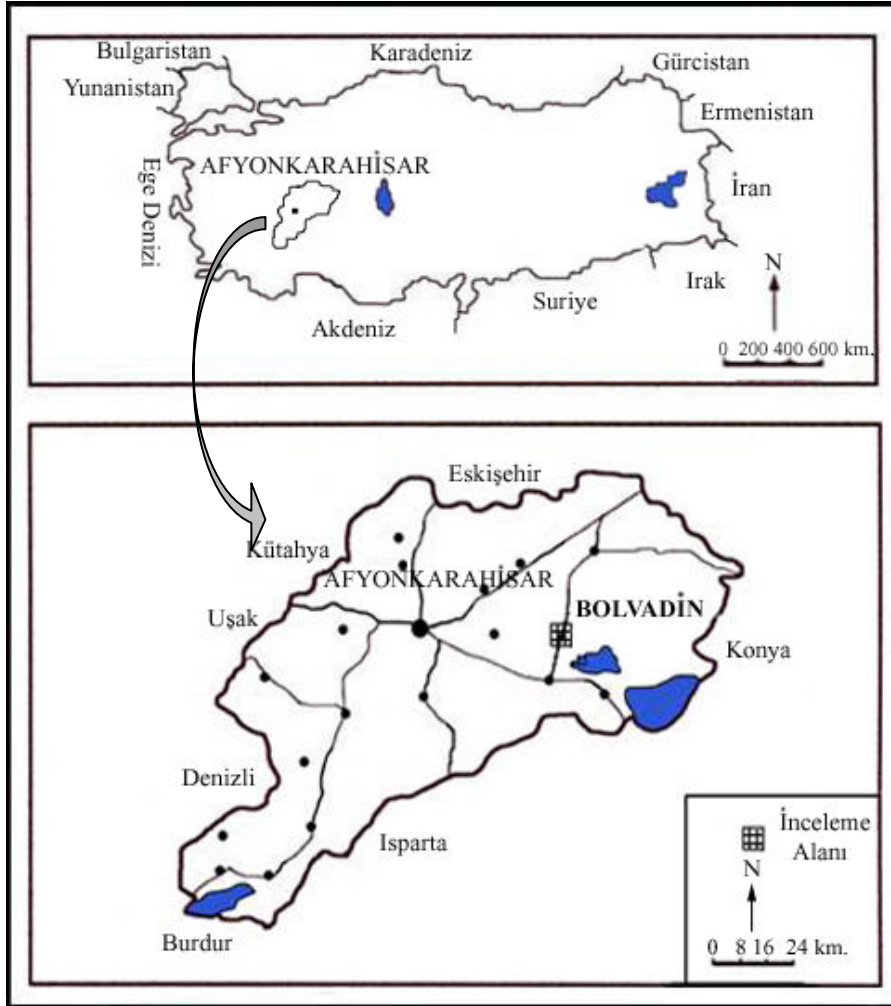 Bulgaristan
Karadeniz
Gürcistan
Yunanistan
Ermenistan
AFYONKARAHİSAR
Ege Denizi
İran
N
Irak
Suriye
Akdeniz
0 200 400 600 km.
Eskişehir
Kütahya
AFYONKARAHİSAR
Uşak
BOLVADİN
Konya
Denizli
Isparta
İnceleme
Alanı
N
Burdur
0 8 16 24 km.